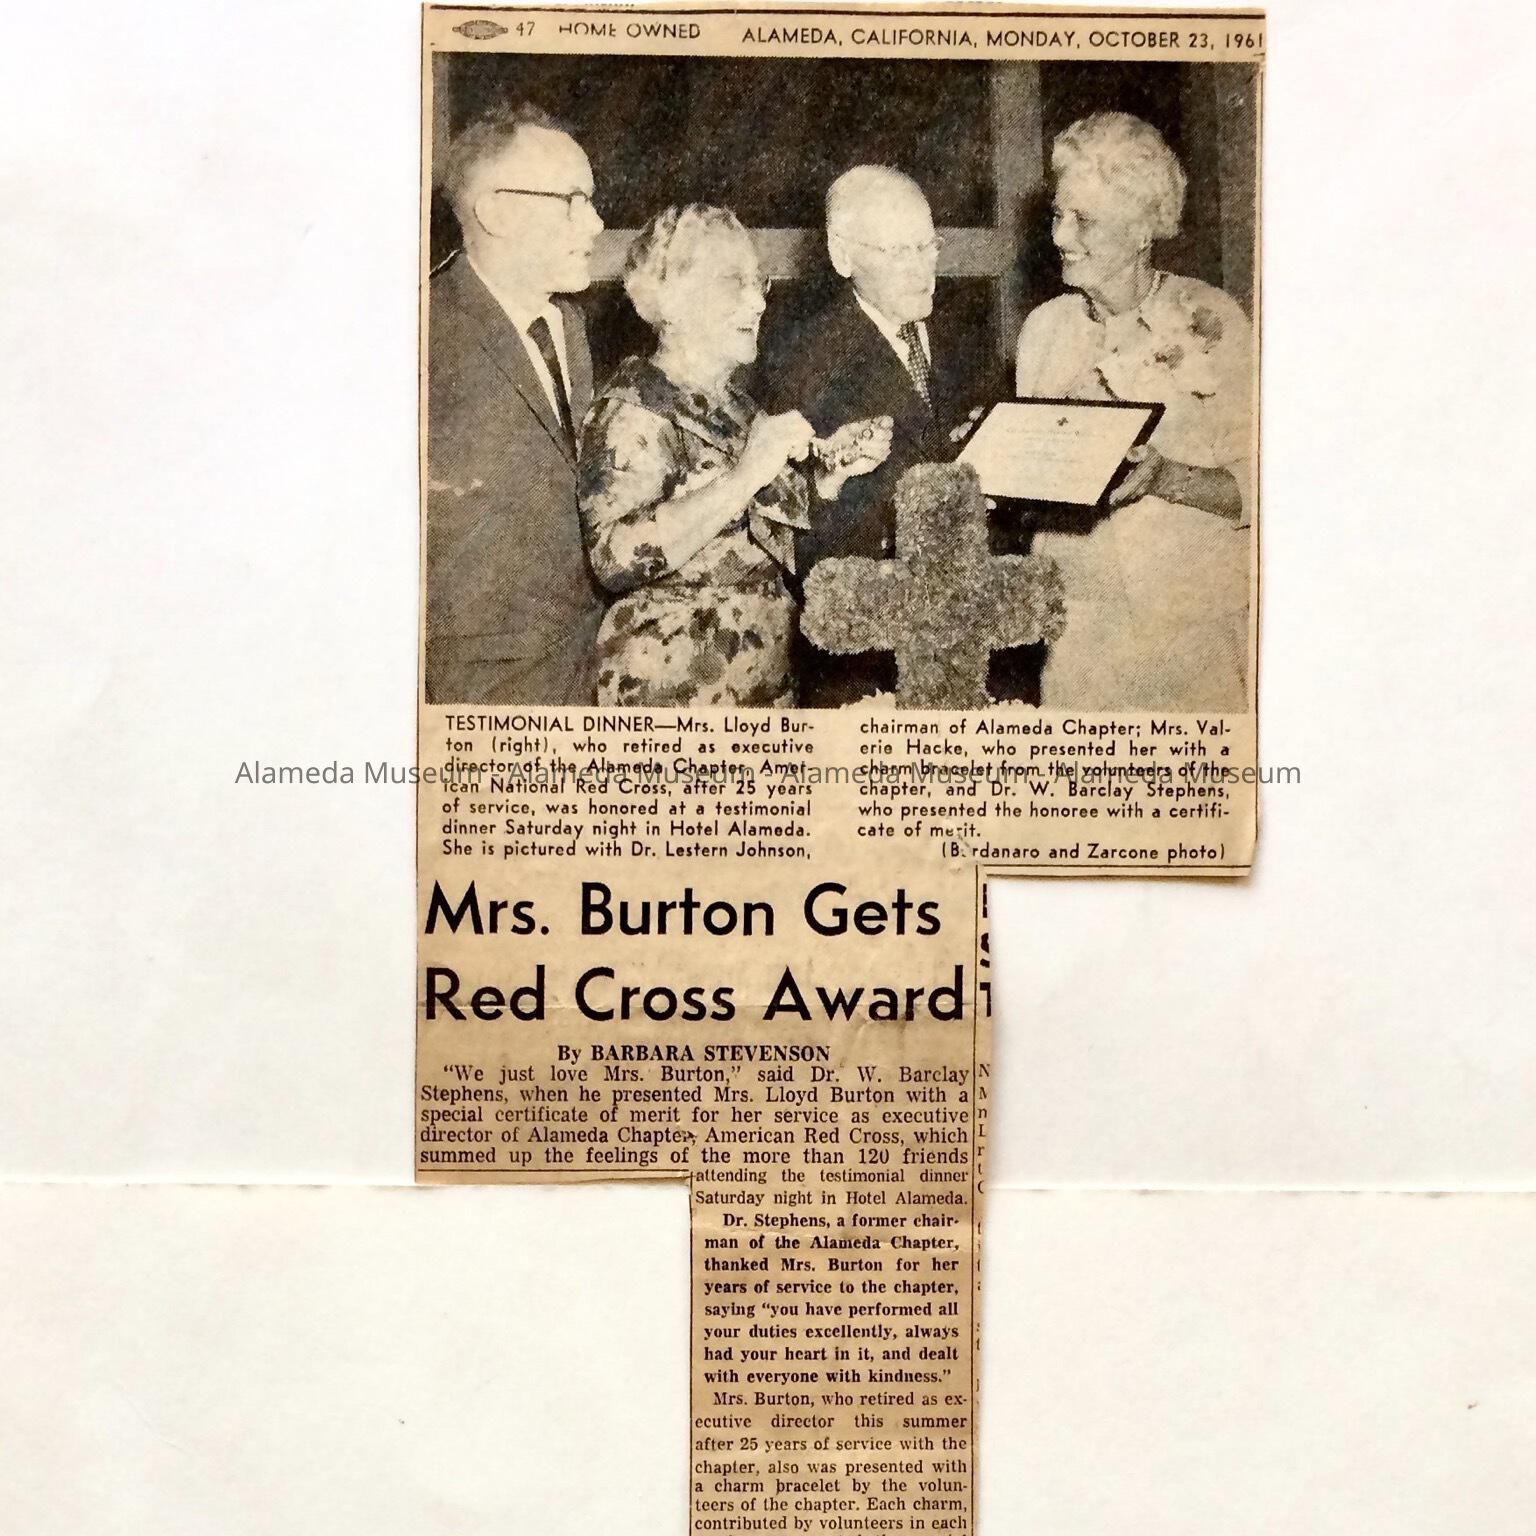 47 HOME OWNED ALAMEDA, CALIFORNIA, MONDAY, OCTOBER 23, 1961
TESTIMONIAL DINNER—Mrs. Lloyd Bur-
ton (right), who retired as executive
director of the Alameda Chapter, Amer-
ican National Red Cross, after 25 years
of service, was honored at a testimonial
dinner Saturday night in Hotel Alameda.
She is pictured with Dr. Lestern Johnson,
chairman of Alameda Chapter; Mrs. Val-
erie Hacke, who presented her with a
charm bracelet from the volunteers of the
chapter, and Dr. W. Barclay Stephens,
who presented the honoree with a certifi-
cate of merit.
and Zarcone photo)
Alameda Museum - Alameda Museum - Alameda Museum - Alameda Museum
Mrs. Burton Gets
Red Cross Award
By BARBARA STEVENSON
"We just love Mrs. Burton," said Dr. W. Barclay
Stephens, when he presented Mrs. Lloyd Burton with a
special certificate of merit for her service as executive
director of Alameda Chapter, American Red Cross, which
summed up the feelings of the more than 120 friends
attending the testimonial dinner
Saturday night in Hotel Alameda.
Dr. Stephens, a former chair-
man of the Alameda Chapter,
thanked Mrs. Burton for her
years of service to the chapter,
saying "you have performed all
your duties excellently, always
had your heart in it, and dealt
with everyone with kindness."
Mrs. Burton, who retired as ex-
ecutive director this summer
after 25 years of service with the
chapter, also was presented with
a charm bracelet by the volun-
teers of the chapter. Each charm,
contributed by volunteers in each